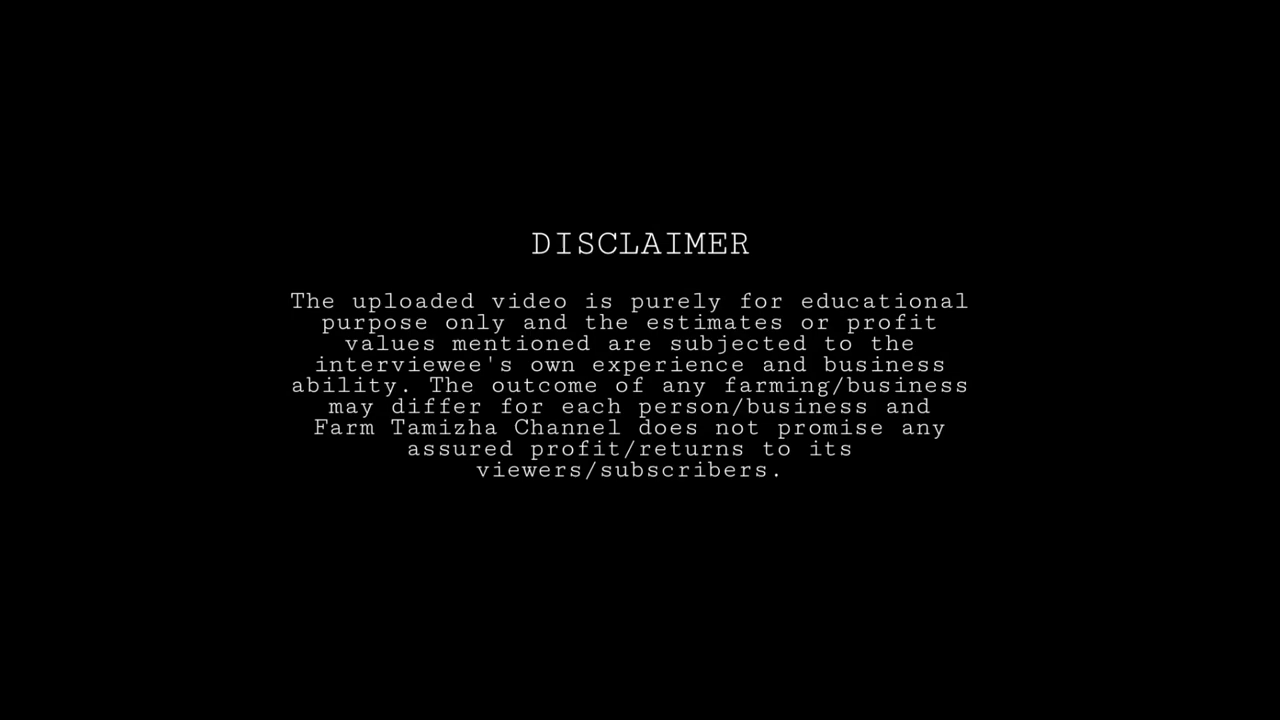 DISCLAIMER
The uploaded video is purely for educational
purpose only and the estimates or profit
values mentioned are subjected to the
interviewee's own experience and business
ability. The outcome of any farming/business
may differ for each person/business and
Farm Tamizha Channel does not promise any
assured profit/returns to its
viewers/subscribers.